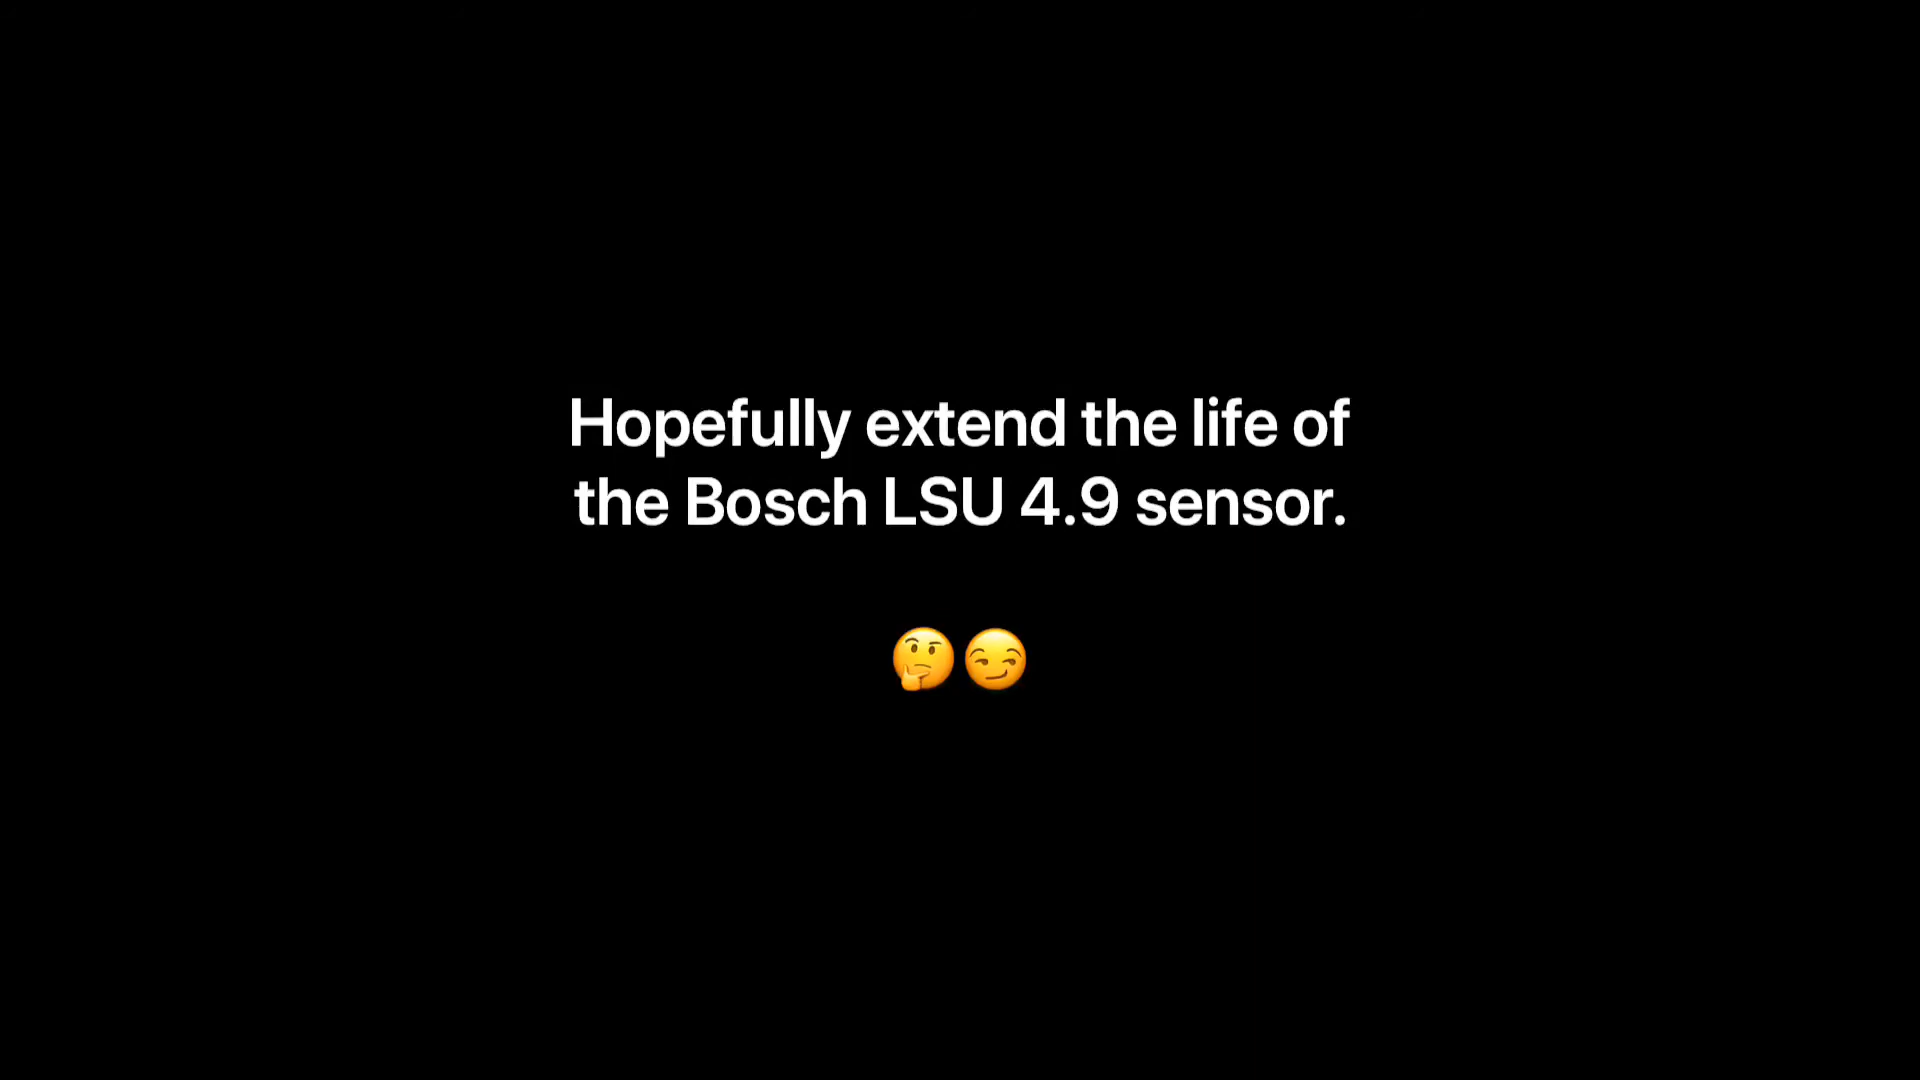 Hopefully extend the life of
the Bosch LSU 4.9 sensor.
🤔😏